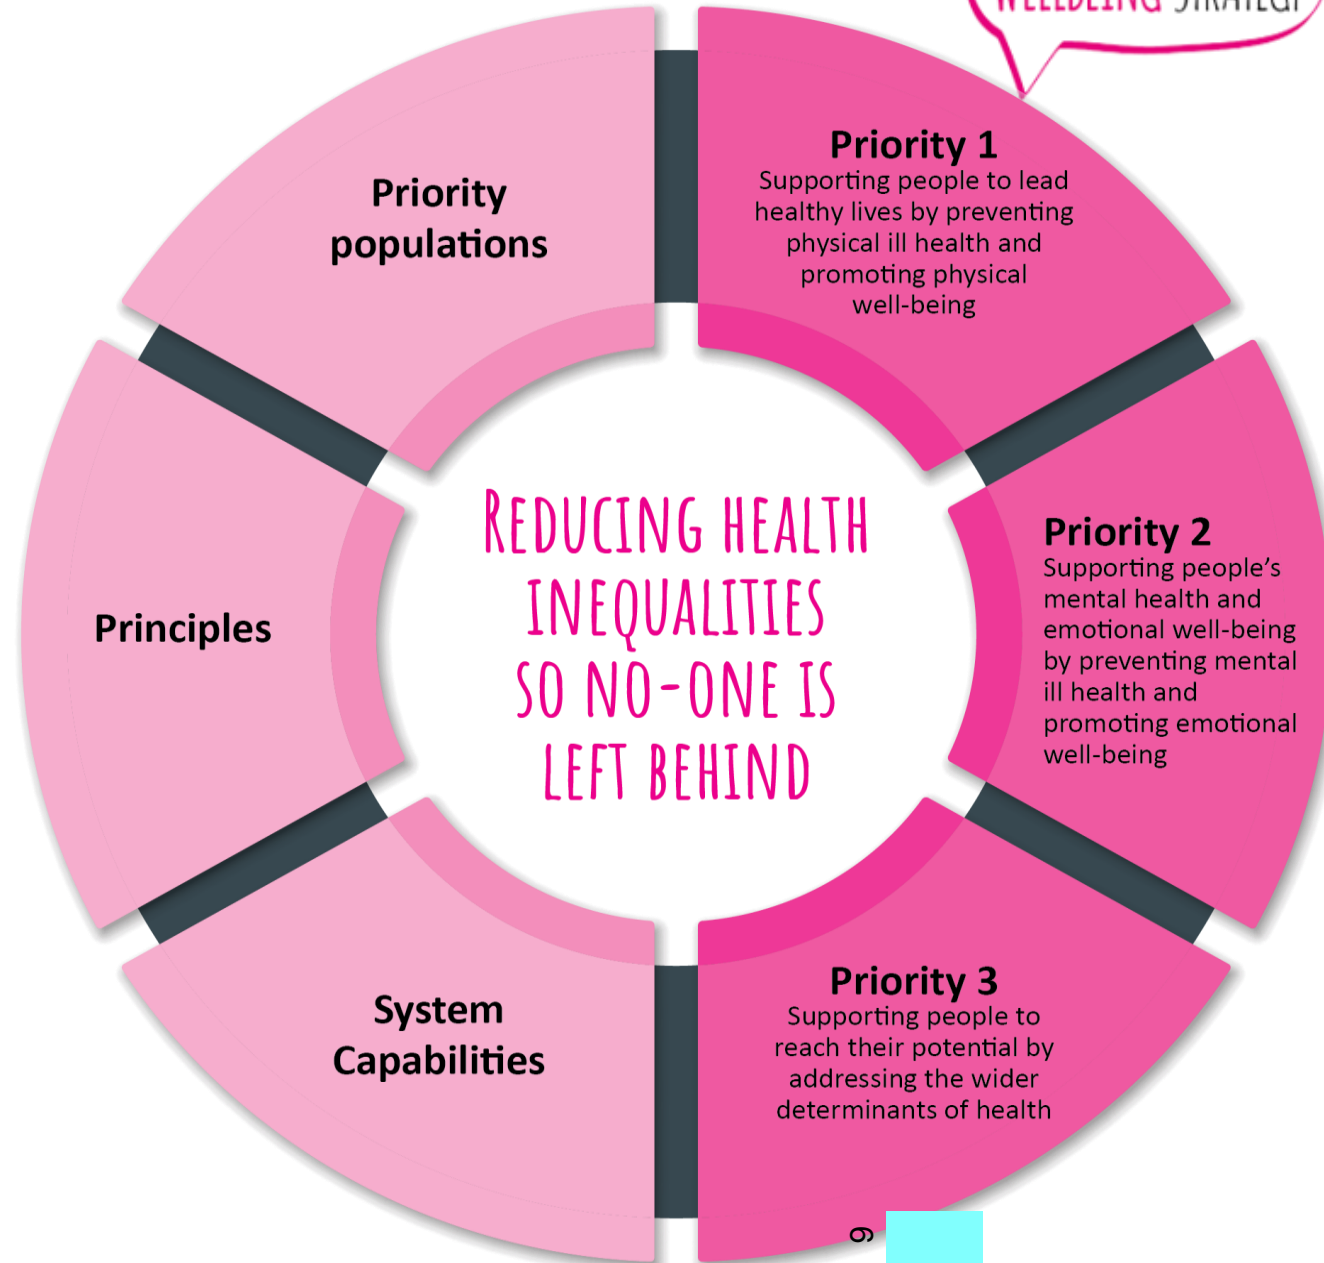 WELLBEING STRATEGY
Priority 1
Supporting people to lead
healthy lives by preventing
physical ill health and
promoting physical
well-being
Priority
populations
Priority 2
Supporting people’s
mental health and
emotional well-being
by preventing mental
ill health and
promoting emotional
well-being
REDUCING HEALTH
INEQUALITIES
SO NO-ONE IS
LEFT BEHIND
Principles
Priority 3
Supporting people to
reach their potential by
addressing the wider
determinants of health
System
Capabilities
9